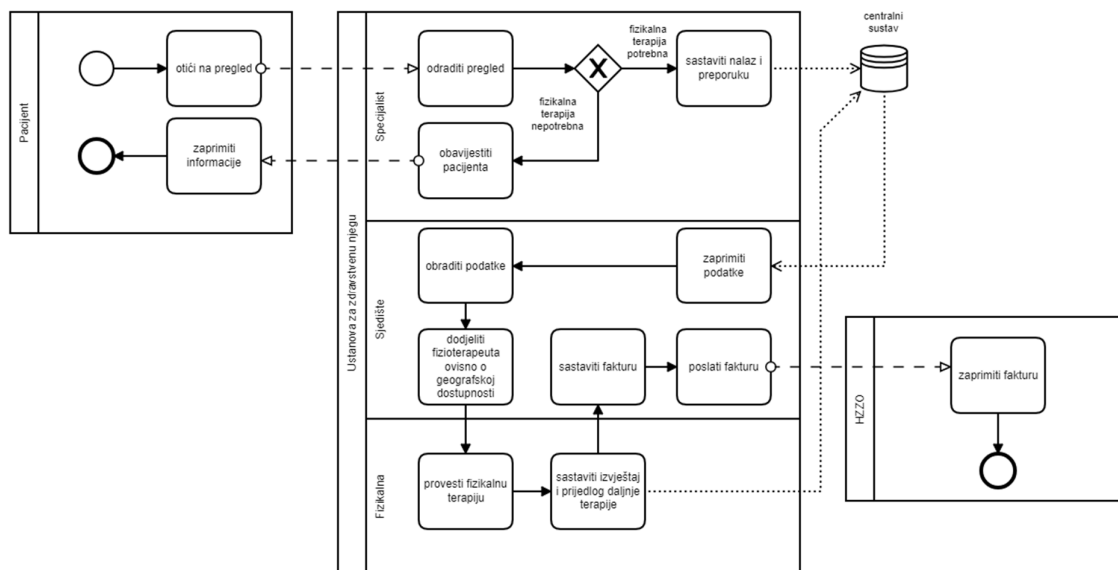 Pacijent
otići na pregled
zaprimiti
informacije
Ustanova za zdravstvenu njegu
Specijalist
odraditi pregled
fizikalna
terapija
potrebna
sastaviti nalaz i
preporuku
fizikalna
terapija
nepotrebna
obavijestiti
pacijenta
centralni
sustav
Sjedište
obraditi podatke
zaprimiti
podatke
dodjeliti
fizioterapeuta
ovisno o
geografskoj
dostupnosti
sastaviti fakturu
poslati fakturu
Fizikalna
provesti fizikalnu
terapiju
sastaviti izvještaj
i prijedlog daljnje
terapije
HZZO
zaprimiti fakturu